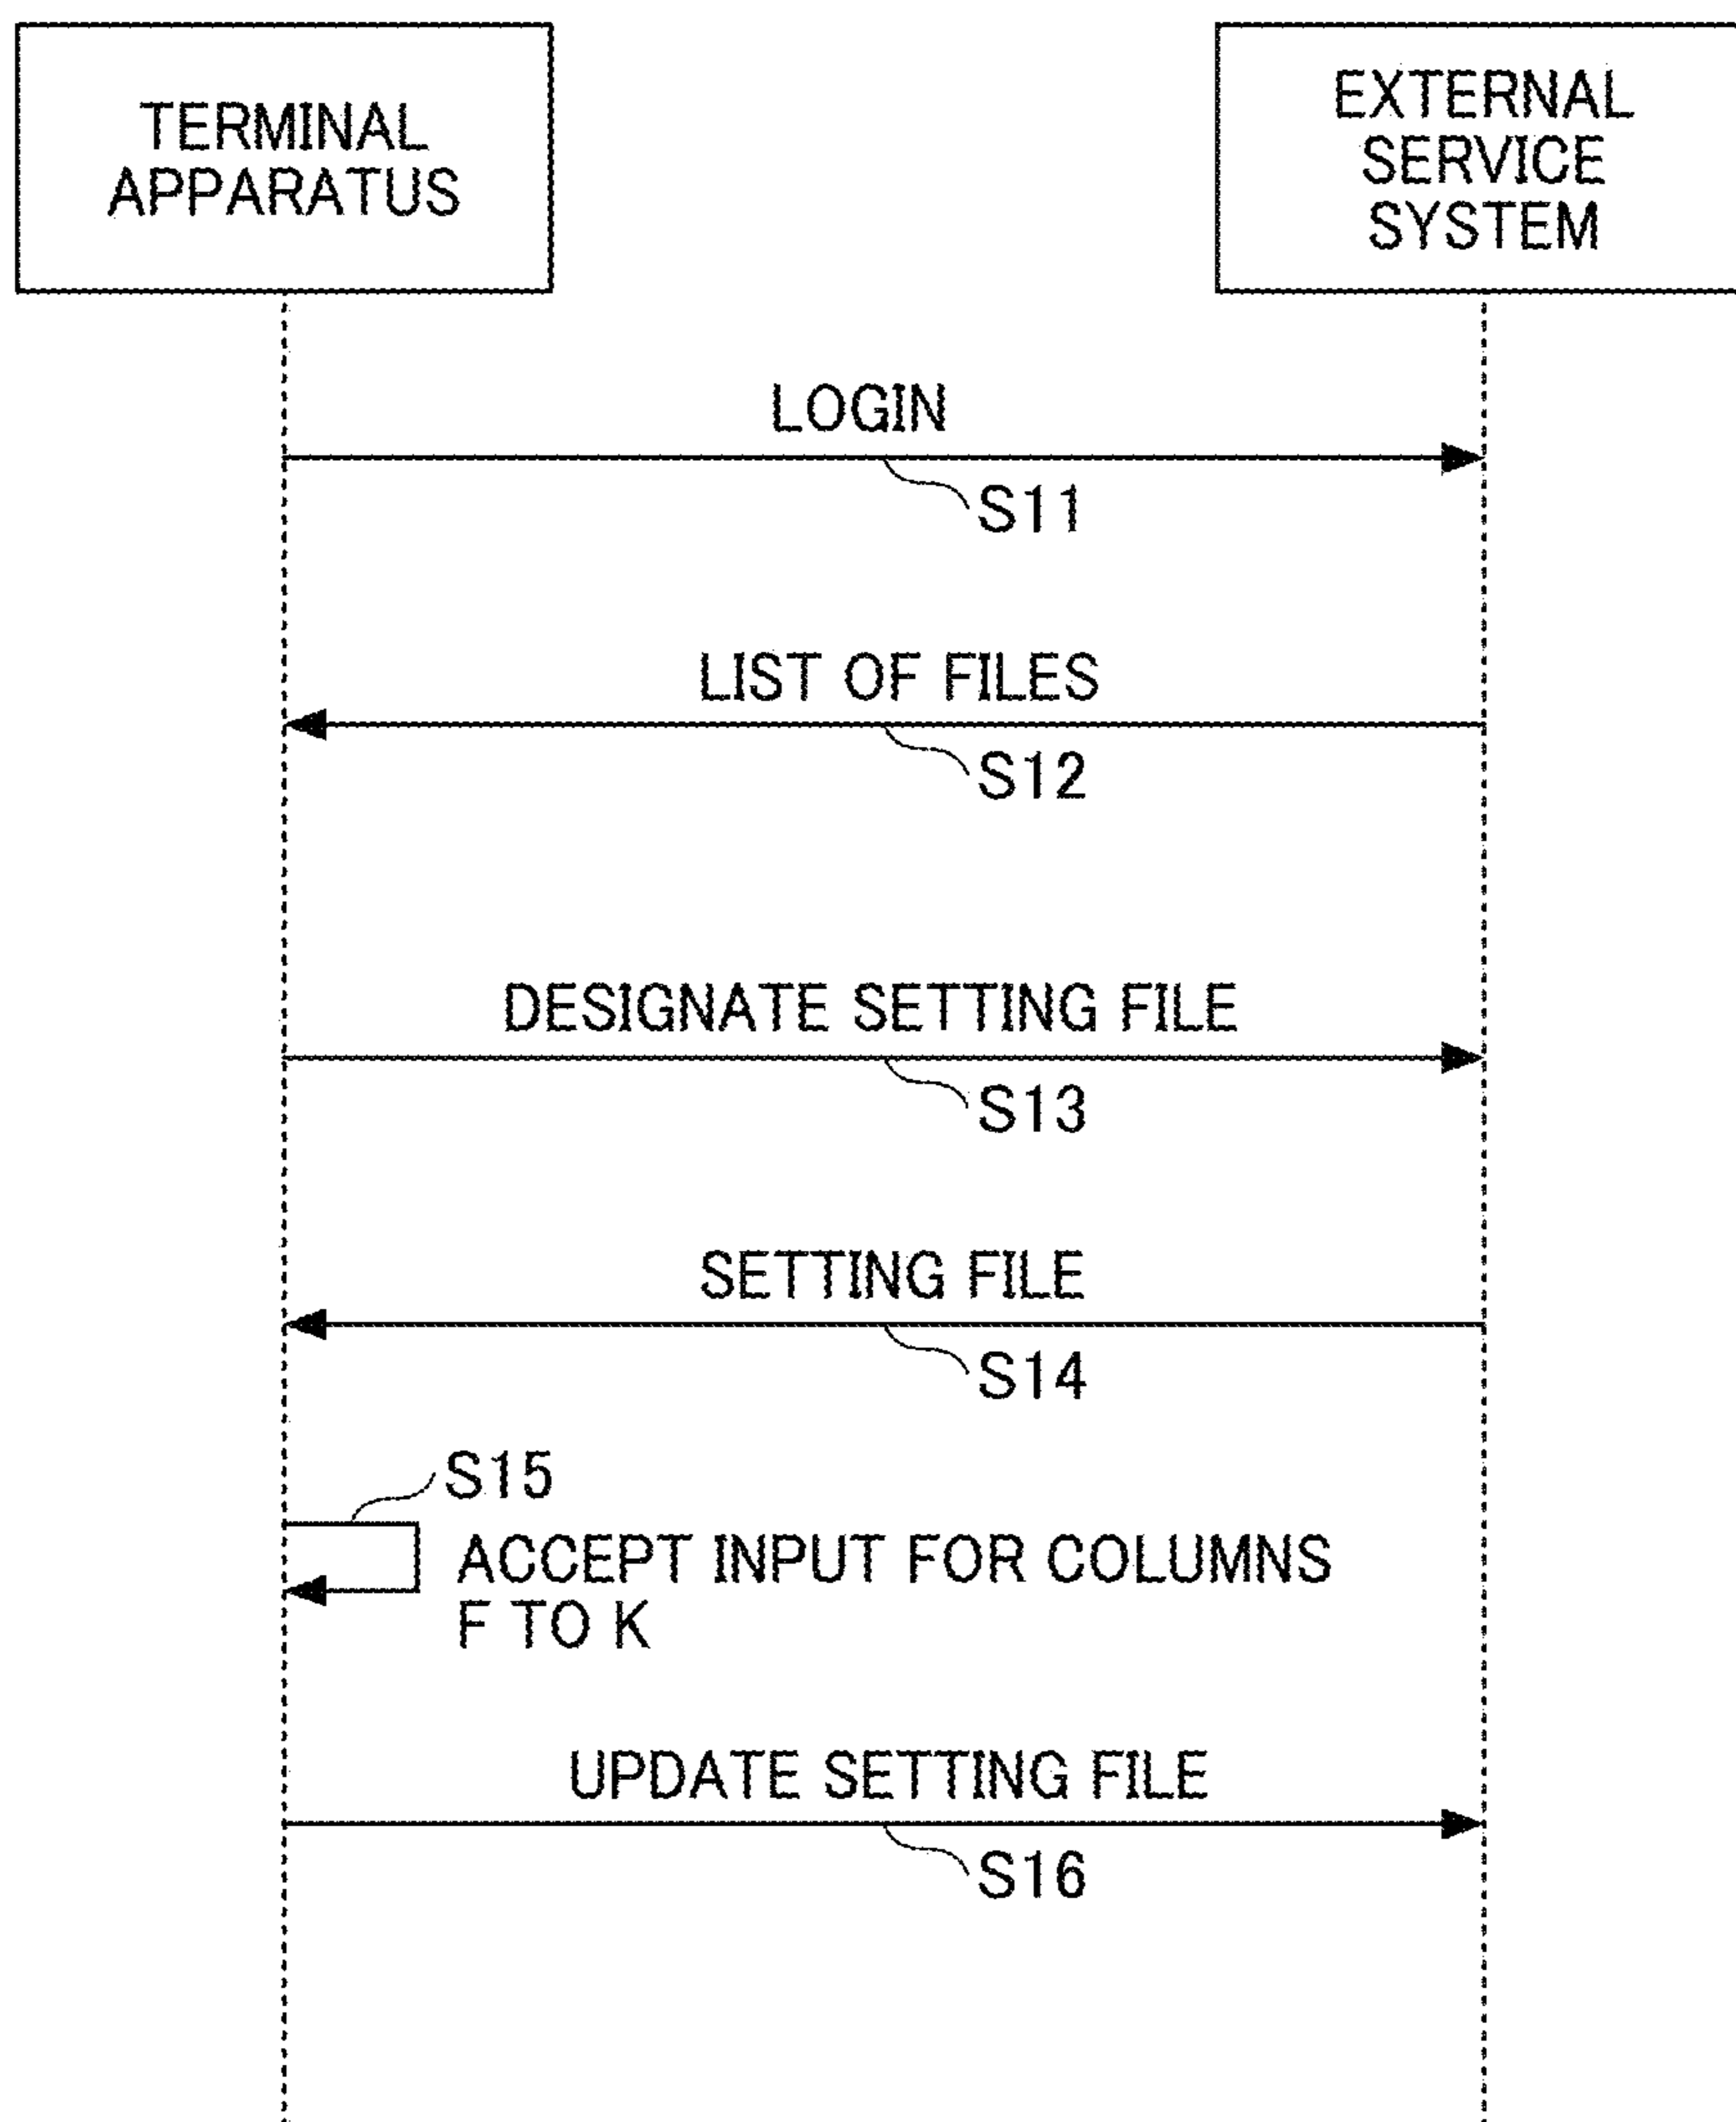 TERMINAL
APPARATUS
EXTERNAL
SERVICE
SYSTEM
LOGIN
S11
LIST OF FILES
S12
DESIGNATE SETTING FILE
S13
SETTING FILE
S14
S15
ACCEPT INPUT FOR COLUMNS
F TO K
UPDATE SETTING FILE
S16